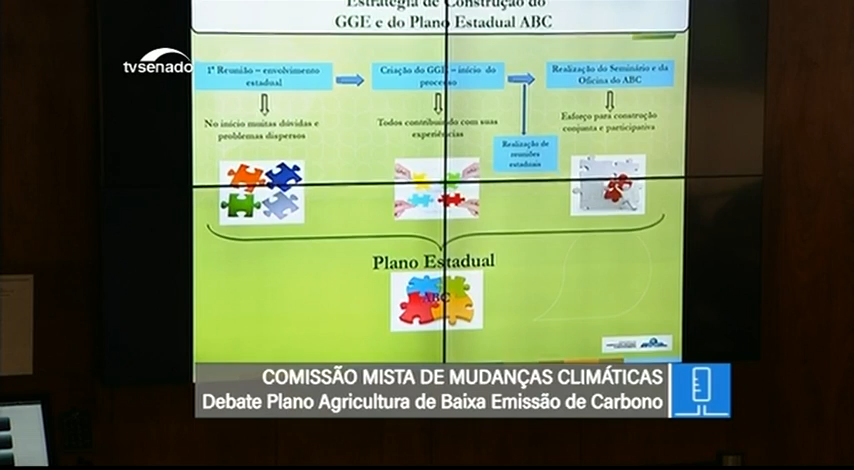 Estratégia de Construção do
GGE e do Plano Estadual ABC
tvsenado
1ª Reunião – envolvimento
estadual
Criação do GGE – início do
processo
Realização do Seminário e da
Oficina do ABC
No início muitas dúvidas e
problemas dispersos
Todos contribuindo com suas
experiências
Esforço para construção
conjunta e participativa
Realização de
reuniões
estaduais
Plano Estadual
ABC
COMISSÃO MISTA DE MUDANÇAS CLIMÁTICAS
Debate Plano Agricultura de Baixa Emissão de Carbono